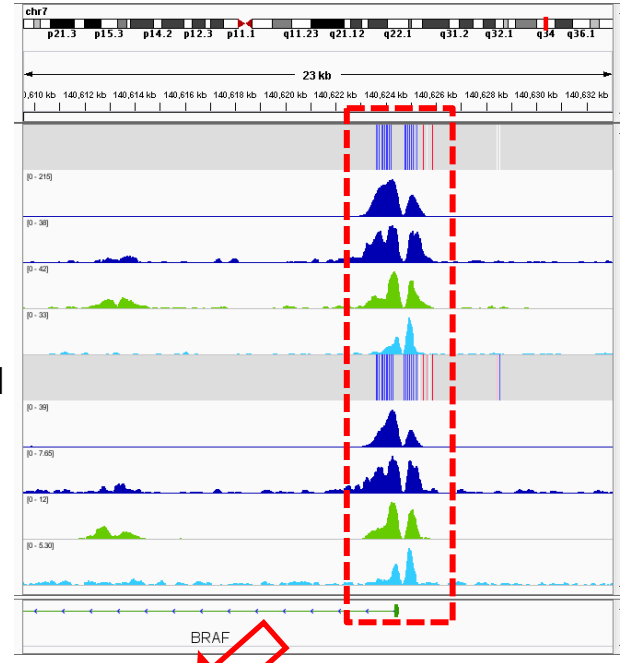 chr7
p21.3 p15.3 p14.2 p12.3 p11.1 q11.23 q21.12 q22.1 q31.2 q32.1 q34 q36.1
23 kb
),610 kb 140,612 kb 140,614 kb 140,616 kb 140,618 kb 140,620 kb 140,622 kb 140,624 kb 140,626 kb 140,628 kb 140,630 kb 140,632 kb
[0 - 215]
[0 - 38]
[0 - 42]
[0 - 33]
[0 - 39]
[0 - 7.65]
[0 - 12]
[0 - 5.30]
BRAF